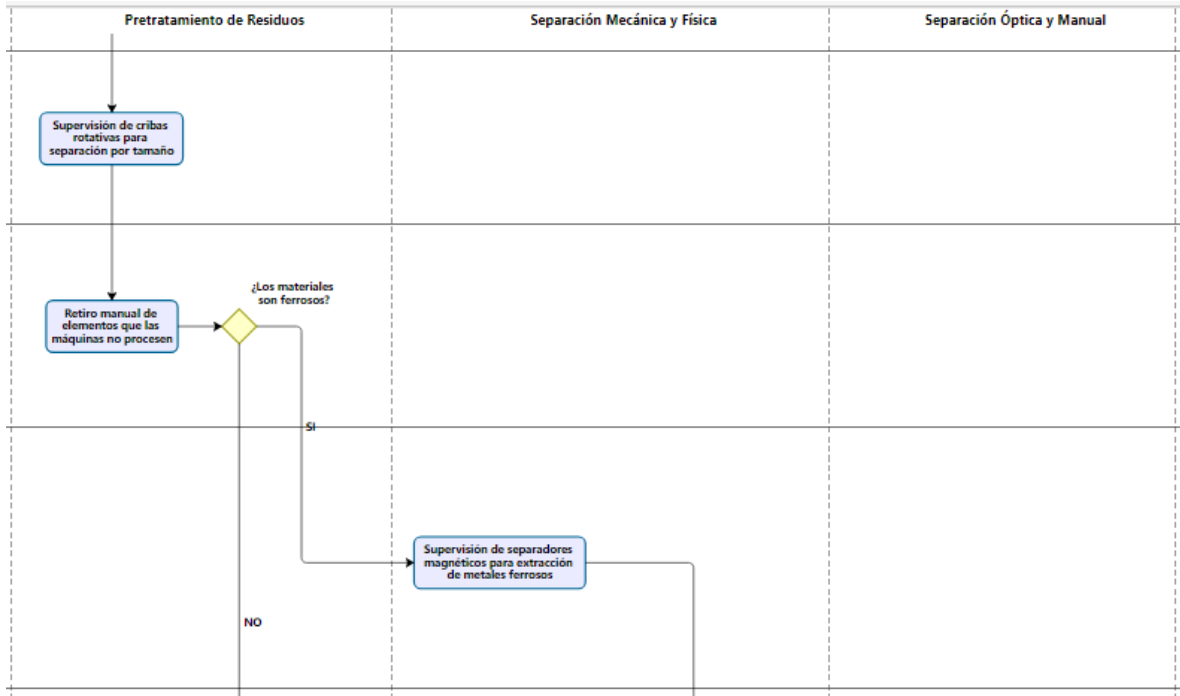 Pretratamiento de Residuos
Separación Mecánica y Física
Separación Óptica y Manual
Supervisión de cribas
rotativas para
separación por tamaño
¿Los materiales
son ferrosos?
Retiro manual de
elementos que las
máquinas no procesen
SI
Supervisión de separadores
magnéticos para extracción
de metales ferrosos
NO